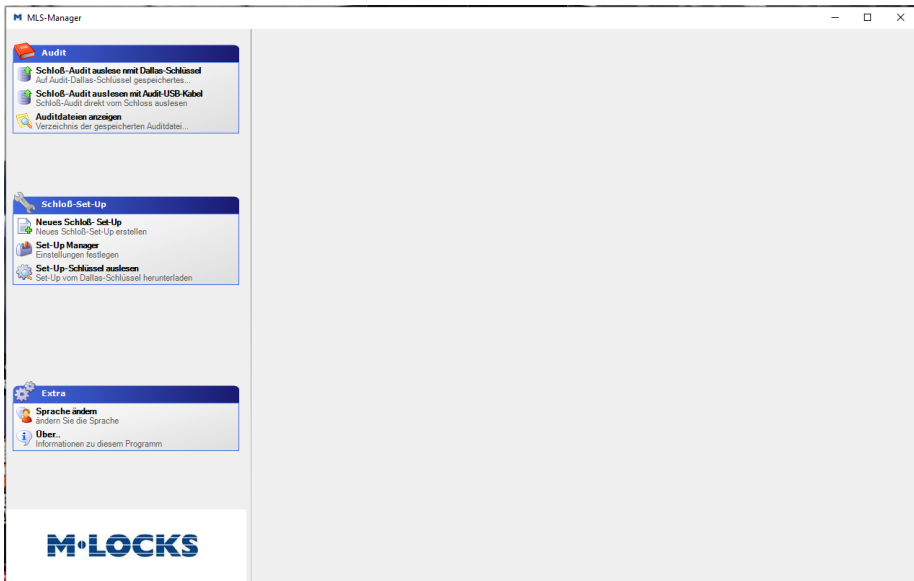 MLS-Manager
Audit
Schloß-Audit auslese nmit Dallas-Schlüssel
Auf Audit-Dallas-Schlüssel gespeichertes...
Schloß-Audit auslesen mit Audit-USB-Kabel
Schloß-Audit direkt vom Schloss auslesen
Auditdateien anzeigen
Verzeichnis der gespeicherten Auditdatei...
Schloß-Set-Up
Neues Schloß- Set-Up
Neues Schloß-Set-Up erstellen
Set-Up Manager
Einstellungen festlegen
Set-Up-Schlüssel auslesen
Set-Up vom Dallas-Schlüssel herunterladen
Extra
Sprache ändern
ändern Sie die Sprache
Über..
Informationen zu diesem Programm
M•LOCKS